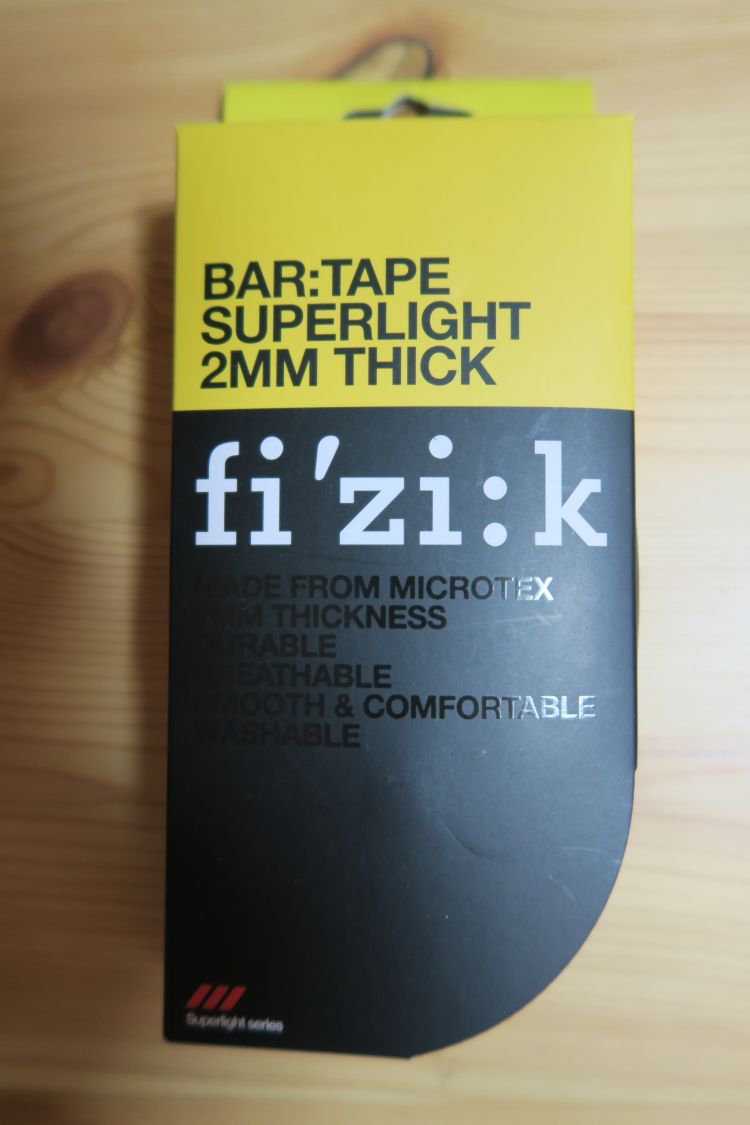 BAR:TAPE
SUPERLIGHT
2MM THICK
fi'zi:k
MADE FROM MICROTEX
2MM THICKNESS
DURABLE
BREATHABLE
SMOOTH & COMFORTABLE
WASHABLE
Superlight series